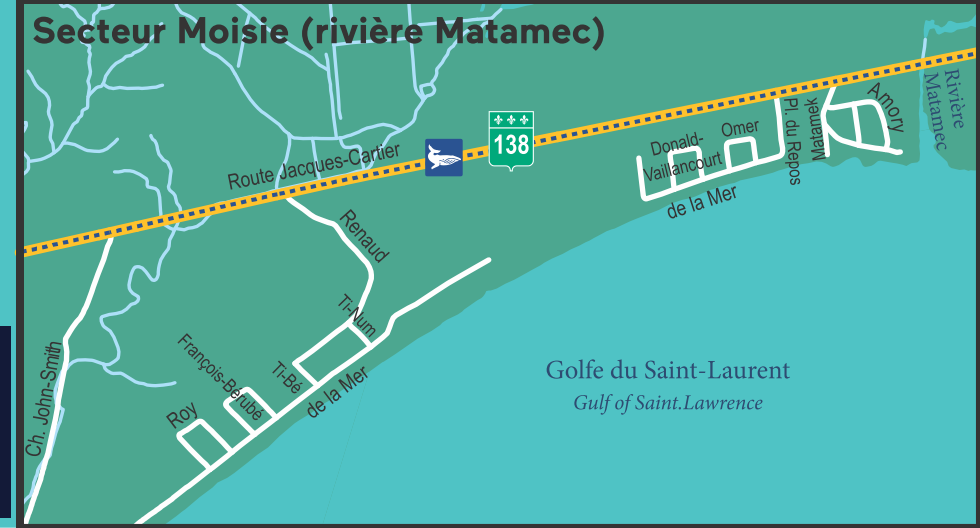 Secteur Moisie (rivière Matamec)
Rivière
Matamec
Amory
Matamek
Pl. du Repos
Omer
Donald-
Vaillancourt
de la Mer
138
Route Jacques-Cartier
Renaud
Ti-Num
Ti-Bé
François-Bérubé
Roy
de la Mer
Ch. John-Smith
Golfe du Saint-Laurent
Gulf of Saint.Lawrence